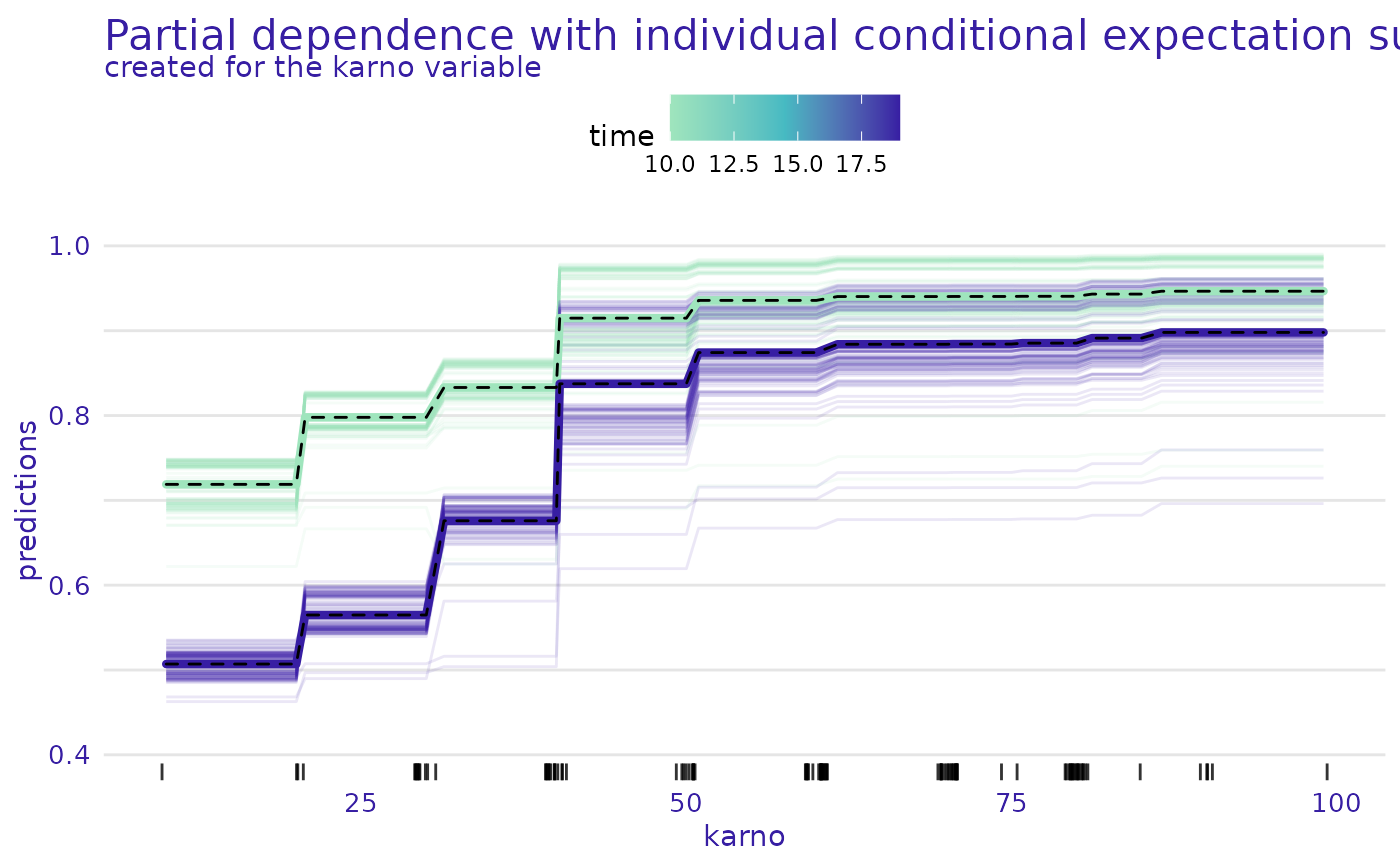 Partial dependence with individual conditional expectation su
created for the karno variable
time
10.0 12.5 15.0 17.5
1.0
0.8
0.6
0.4
predictions
25 50 75 100
karno